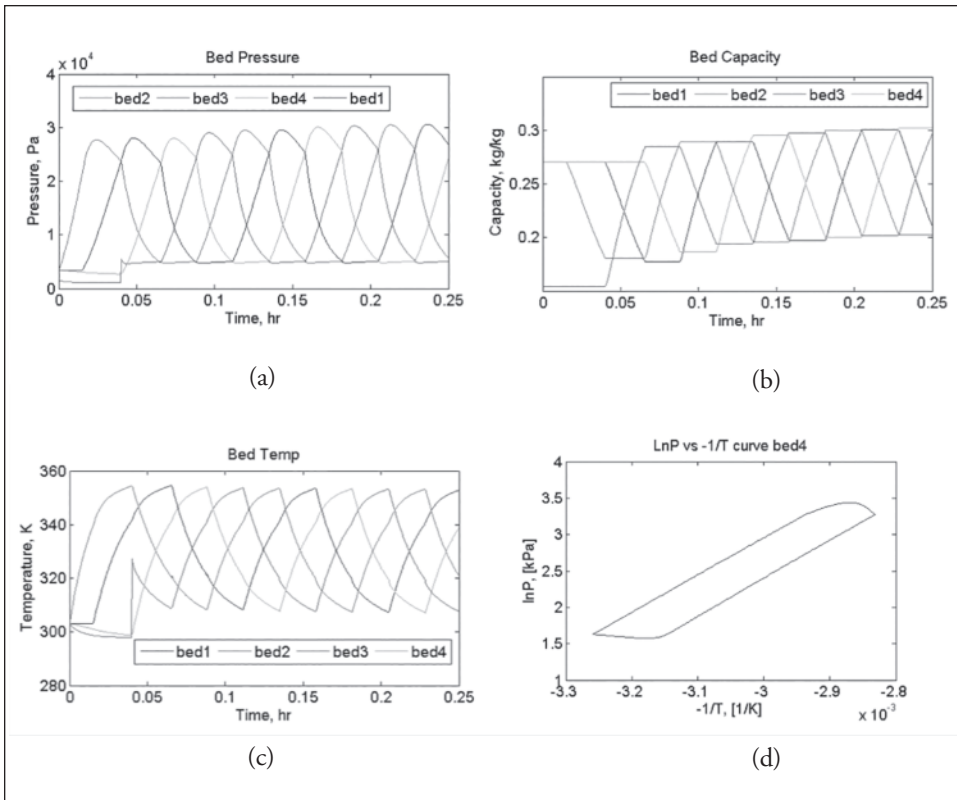 Bed Pressure
x 10^4
4
3
2
1
0
Pressure, Pa
bed2 bed3 bed4 bed1
0 0.05 0.1 0.15 0.2 0.25
Time, hr
(a)
Bed Capacity
0.3
0.25
0.2
Capacity, kg/kg
bed1 bed2 bed3 bed4
0 0.05 0.1 0.15 0.2 0.25
Time, hr
(b)
Bed Temp
360
340
320
300
280
Temperature, K
bed1 bed2 bed3 bed4
0 0.05 0.1 0.15 0.2 0.25
Time, hr
(c)
LnP vs -1/T curve bed4
4
3.5
3
2.5
2
1.5
1
lnP, [kPa]
-3.3 -3.2 -3.1 -3 -2.9 -2.8
-1/T, [1/K]
x 10^-3
(d)